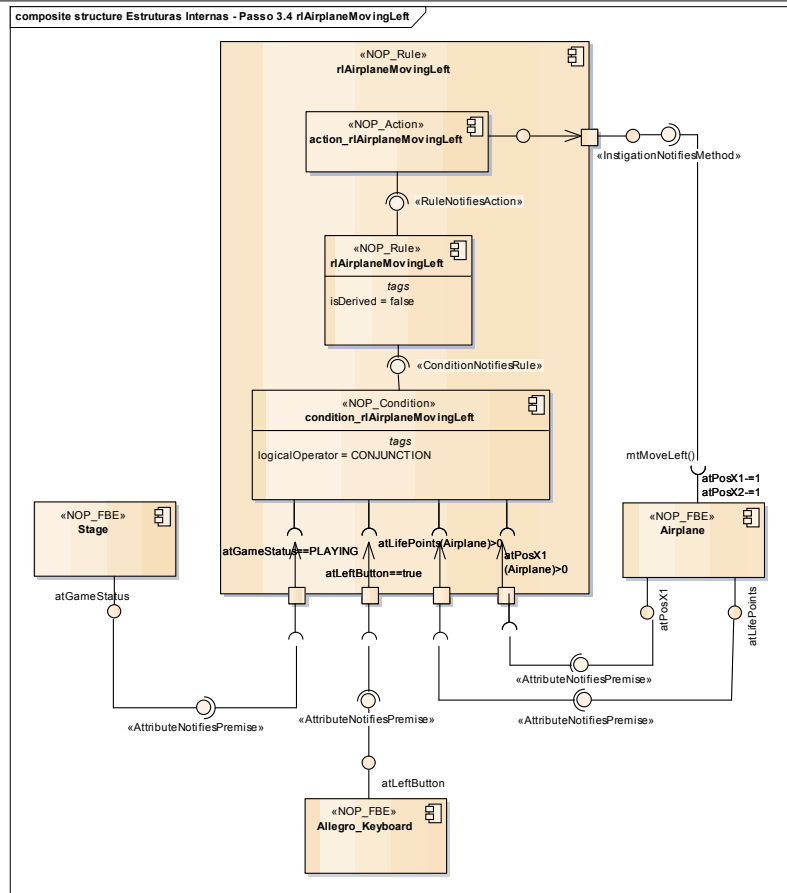 composite structure Estruturas Internas - Passo 3.4 rlAirplaneMovingLeft
«NOP_Rule»
rlAirplaneMovingLeft
«NOP_Action»
action_rlAirplaneMovingLeft
«InstigationNotifiesMethod»
«RuleNotifiesAction»
«NOP_Rule»
rlAirplaneMovingLeft
tags
isDerived = false
«ConditionNotifiesRule»
«NOP_Condition»
condition_rlAirplaneMovingLeft
tags
logicalOperator = CONJUNCTION
mtMoveLeft()
atPosX1-=1
atPosX2-=1
«NOP_FBE»
Stage
«NOP_FBE»
Airplane
atGameStatus==PLAYING
atLifePoints(Airplane)>0
atPosX1
(Airplane)>0
atLeftButton==true
atGameStatus
atPosX1
atLifePoints
«AttributeNotifiesPremise»
«AttributeNotifiesPremise»
«AttributeNotifiesPremise»
«AttributeNotifiesPremise»
atLeftButton
«NOP_FBE»
Allegro_Keyboard